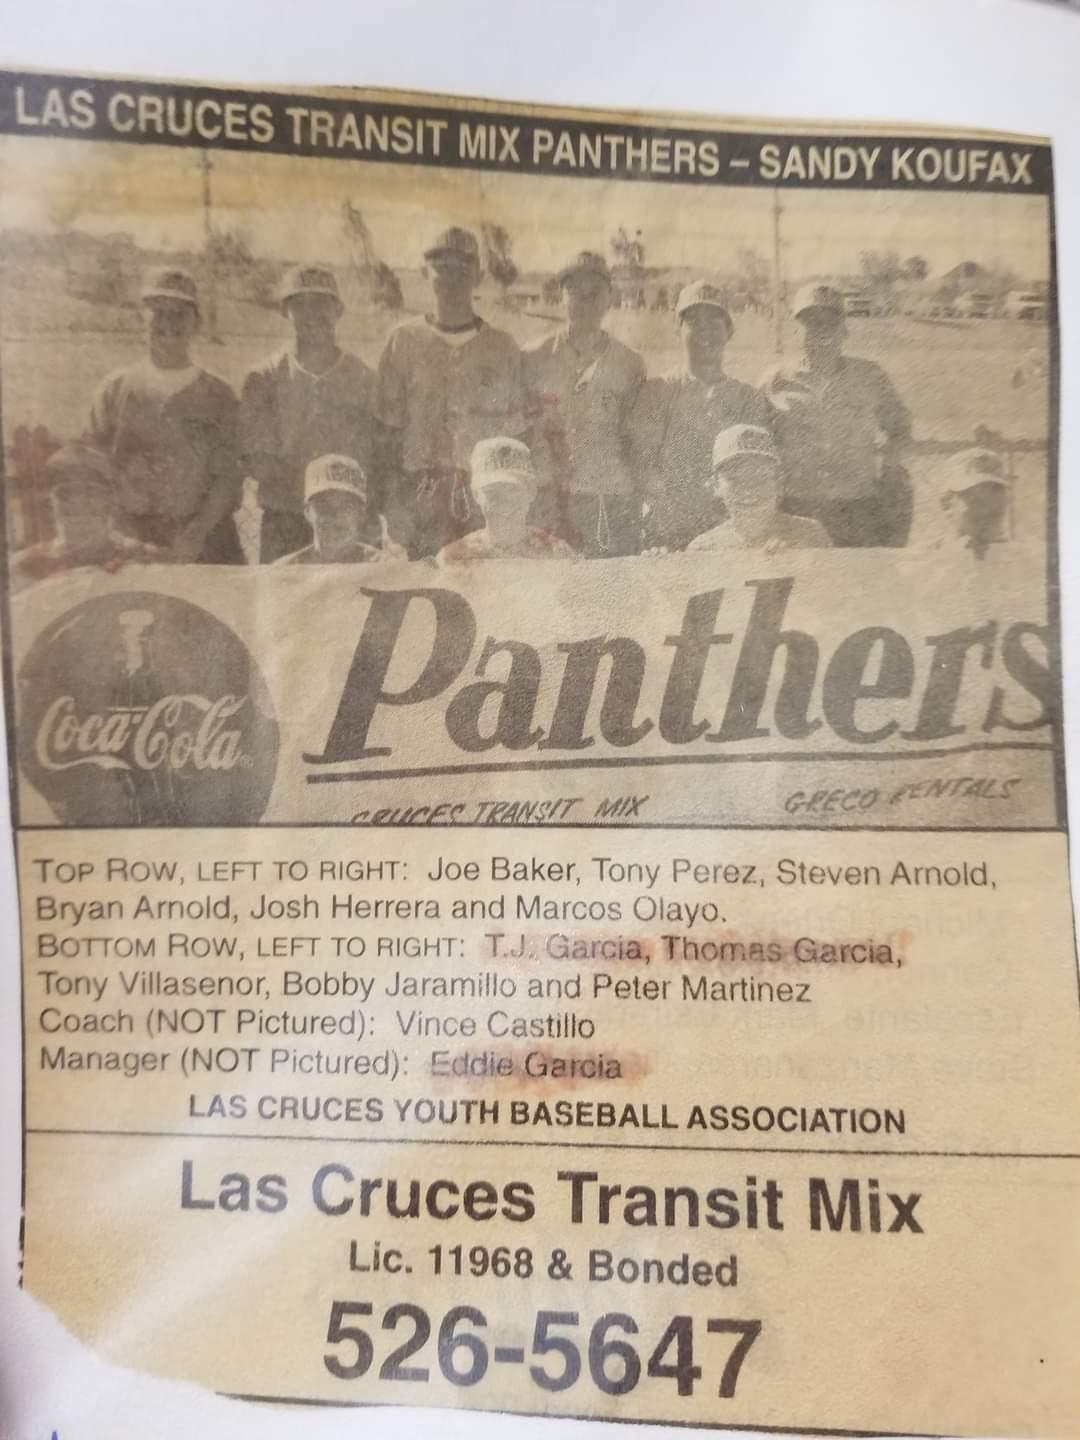 LAS CRUCES TRANSIT MIX PANTHERS – SANDY KOUFAX
Coca-Cola
Panthers
CRUCES TRANSIT MIX
GRECO RENTALS
TOP ROW, LEFT TO RIGHT: Joe Baker, Tony Perez, Steven Arnold,
Bryan Arnold, Josh Herrera and Marcos Olayo.
BOTTOM ROW, LEFT TO RIGHT: T.J. Garcia, Thomas Garcia,
Tony Villasenor, Bobby Jaramillo and Peter Martinez
Coach (NOT Pictured): Vince Castillo
Manager (NOT Pictured): Eddie Garcia
LAS CRUCES YOUTH BASEBALL ASSOCIATION
Las Cruces Transit Mix
Lic. 11968 & Bonded
526-5647